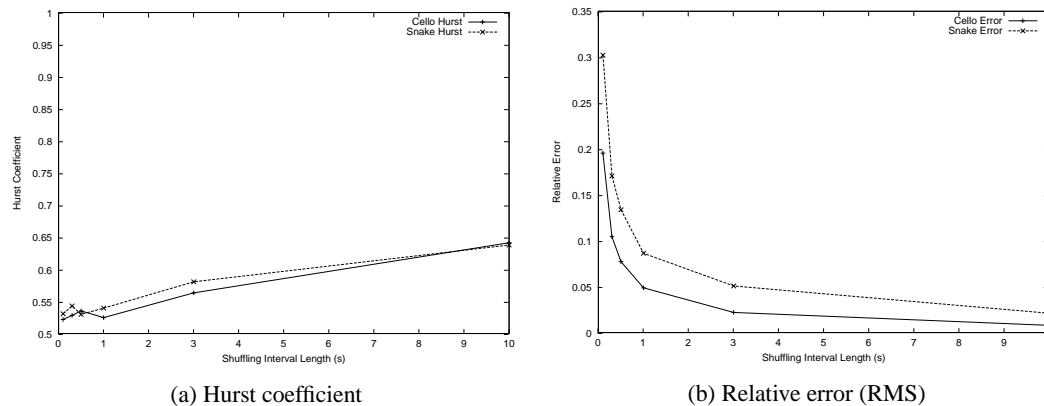 1
0.95
0.9
0.85
0.8
0.75
0.7
0.65
0.6
0.55
0.5
Hurst Coefficient
Cello Hurst
Snake Hurst
0 1 2 3 4 5 6 7 8 9 10
Shuffling Interval Length (s)
(a) Hurst coefficient
0.35
0.3
0.25
0.2
0.15
0.1
0.05
0
Relative Error
Cello Error
Snake Error
0 1 2 3 4 5 6 7 8 9
Shuffling Interval Length (s)
(b) Relative error (RMS)